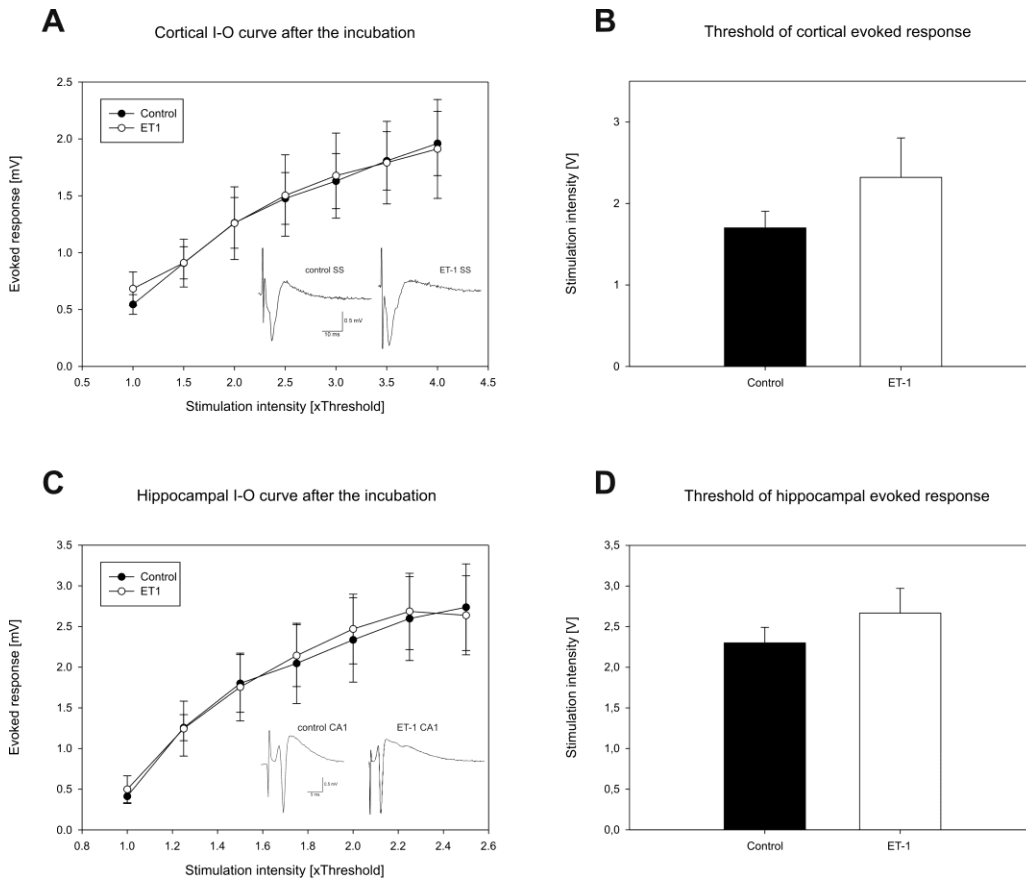 A
Cortical I-O curve after the incubation
Evoked response [mV]
2.5
2.0
1.5
1.0
0.5
0.0
Control
ET1
control SS
ET-1 SS
0.5 mV
10 ms
0.5 1.0 1.5 2.0 2.5 3.0 3.5 4.0 4.5
Stimulation intensity [xThreshold]
B
Threshold of cortical evoked response
Stimulation intensity [V]
3
2
1
0
Control ET-1
C
Hippocampal I-O curve after the incubation
Evoked response [mV]
3.5
3.0
2.5
2.0
1.5
1.0
0.5
0.0
Control
ET1
control CA1
ET-1 CA1
0.5 mV
5 ms
0.8 1.0 1.2 1.4 1.6 1.8 2.0 2.2 2.4 2.6
Stimulation intensity [xThreshold]
D
Threshold of hippocampal evoked response
Stimulation intensity [V]
3,5
3,0
2,5
2,0
1,5
1,0
0,5
0,0
Control ET-1